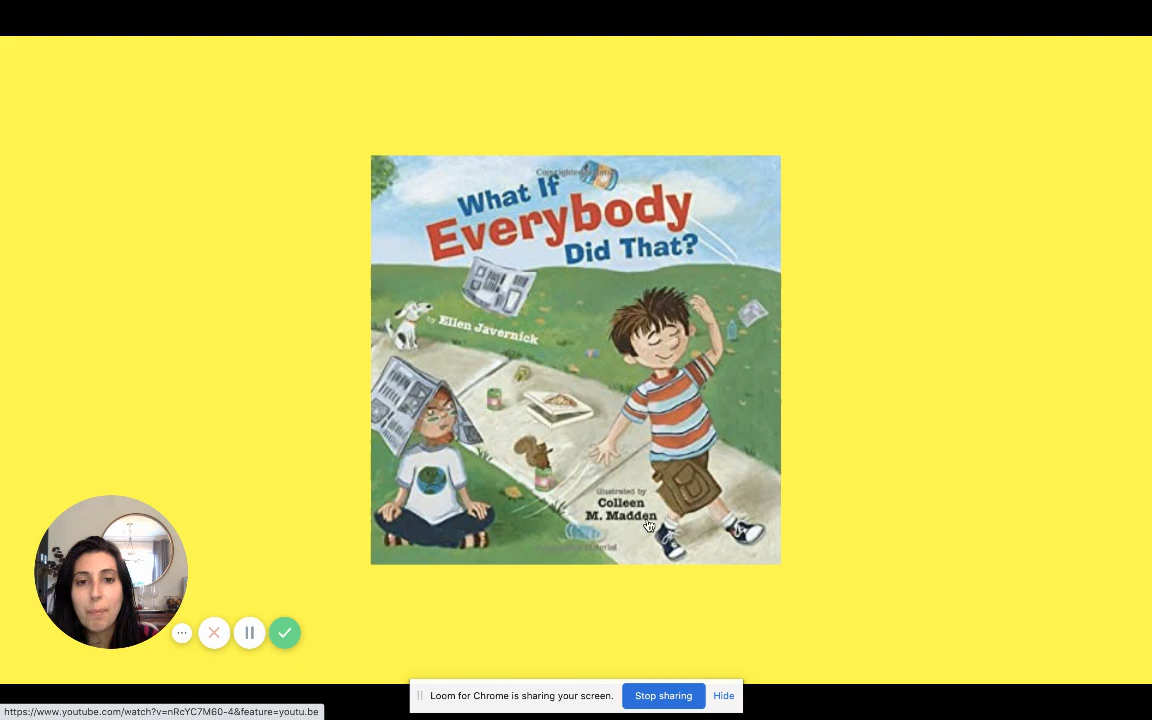 What If
Everybody
Did That?
by Ellen Javernick
illustrated by
Colleen
M. Madden
Loom for Chrome is sharing your screen.
Stop sharing
Hide
https://www.youtube.com/watch?v=nRcYC7M60-4&feature=youtu.be